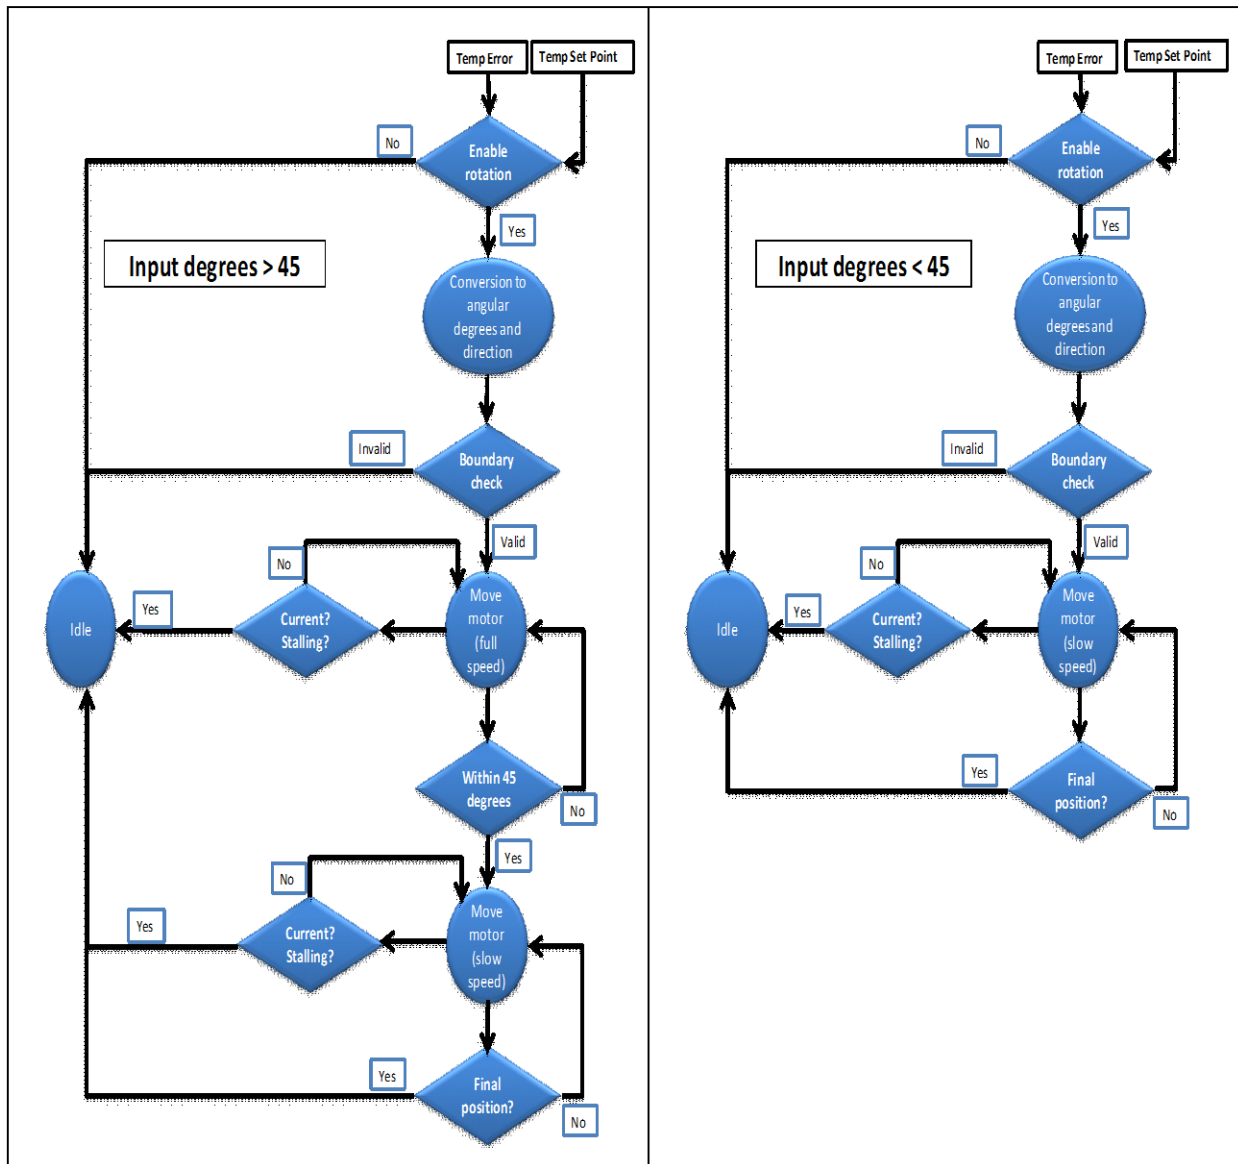 Temp Error
Temp Set Point
No
Enable
rotation
Yes
Input degrees > 45
Conversion to
angular
degrees and
direction
Invalid
Boundary
check
Valid
No
Idle
Yes
Current?
Stalling?
Move
motor
(full
speed)
Within 45
degrees
No
Yes
No
Yes
Current?
Stalling?
Move
motor
(slow
speed)
Yes
Final
position?
No
Temp Error
Temp Set Point
No
Enable
rotation
Yes
Input degrees < 45
Conversion to
angular
degrees and
direction
Invalid
Boundary
check
Valid
No
Idle
Yes
Current?
Stalling?
Move
motor
(slow
speed)
Yes
Final
position?
No